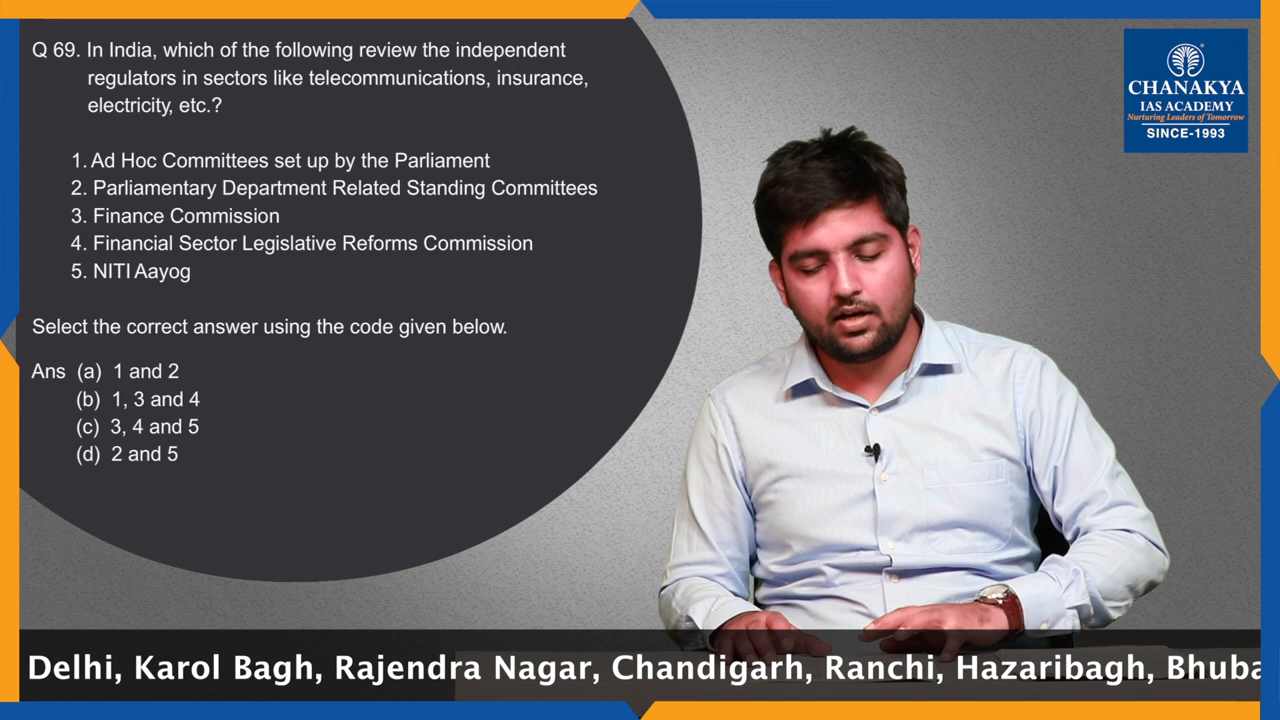 Q 69. In India, which of the following review the independent
regulators in sectors like telecommunications, insurance,
electricity, etc.?
1. Ad Hoc Committees set up by the Parliament
2. Parliamentary Department Related Standing Committees
3. Finance Commission
4. Financial Sector Legislative Reforms Commission
5. NITI Aayog
Select the correct answer using the code given below.
Ans (a) 1 and 2
(b) 1, 3 and 4
(c) 3, 4 and 5
(d) 2 and 5
CHANAKYA
IAS ACADEMY
Nurturing Leaders of Tomorrow
SINCE-1993
Delhi, Karol Bagh, Rajendra Nagar, Chandigarh, Ranchi, Hazaribagh, Bhuba